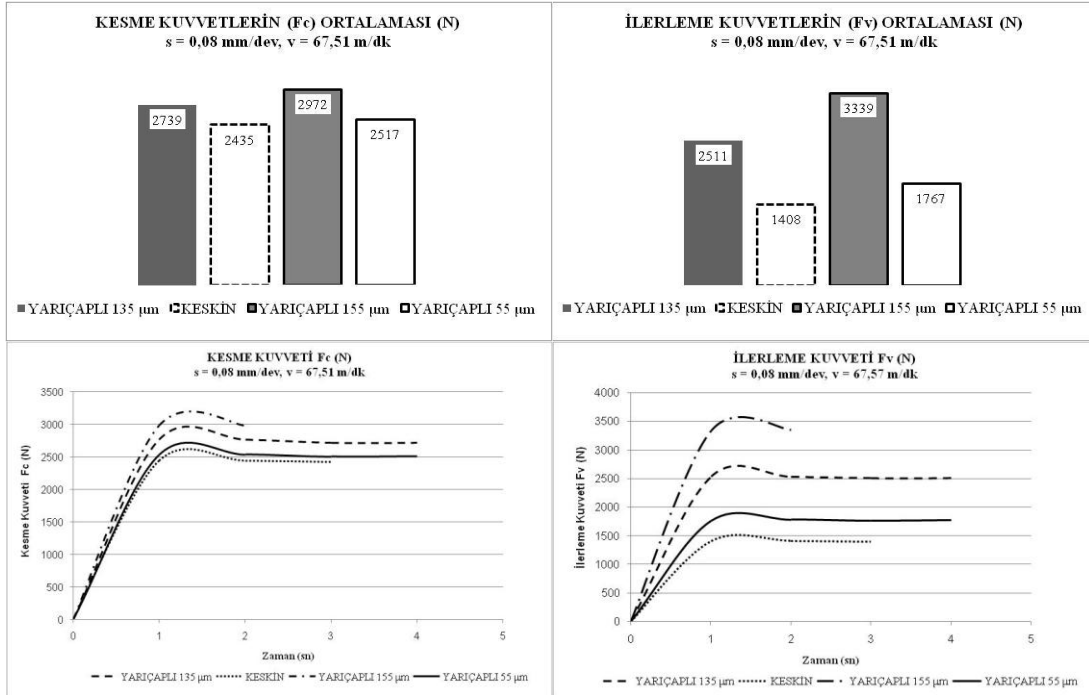 KESME KUVVETLERİN (Fc) ORTALAMASI (N)
s = 0,08 mm/dev, v = 67,51 m/dk
2739
2435
2972
2517
YARIÇAPLI 135 µm KESKİN YARIÇAPLI 155 µm YARIÇAPLI 55 µm
İLERLEME KUVVETLERİN (Fv) ORTALAMASI (N)
s = 0,08 mm/dev, v = 67,51 m/dk
2511
1408
3339
1767
YARIÇAPLI 135 µm KESKİN YARIÇAPLI 155 µm YARIÇAPLI 55 µm
KESME KUVVETİ Fc (N)
s = 0,08 mm/dev, v = 67,51 m/dk
Kesme Kuvveti Fc (N)
3500
3000
2500
2000
1500
1000
500
0
0 1 2 3 4 5
Zaman (sn)
YARIÇAPLI 135 µm KESKİN YARIÇAPLI 155 µm YARIÇAPLI 55 µm
İLERLEME KUVVETİ Fv (N)
s = 0,08 mm/dev, v = 67,57 m/dk
İlerleme Kuvveti Fv (N)
4000
3500
3000
2500
2000
1500
1000
500
0
0 1 2 3 4 5
Zaman (sn)
YARIÇAPLI 135 µm KESKİN YARIÇAPLI 155 µm YARIÇAPLI 55 µm